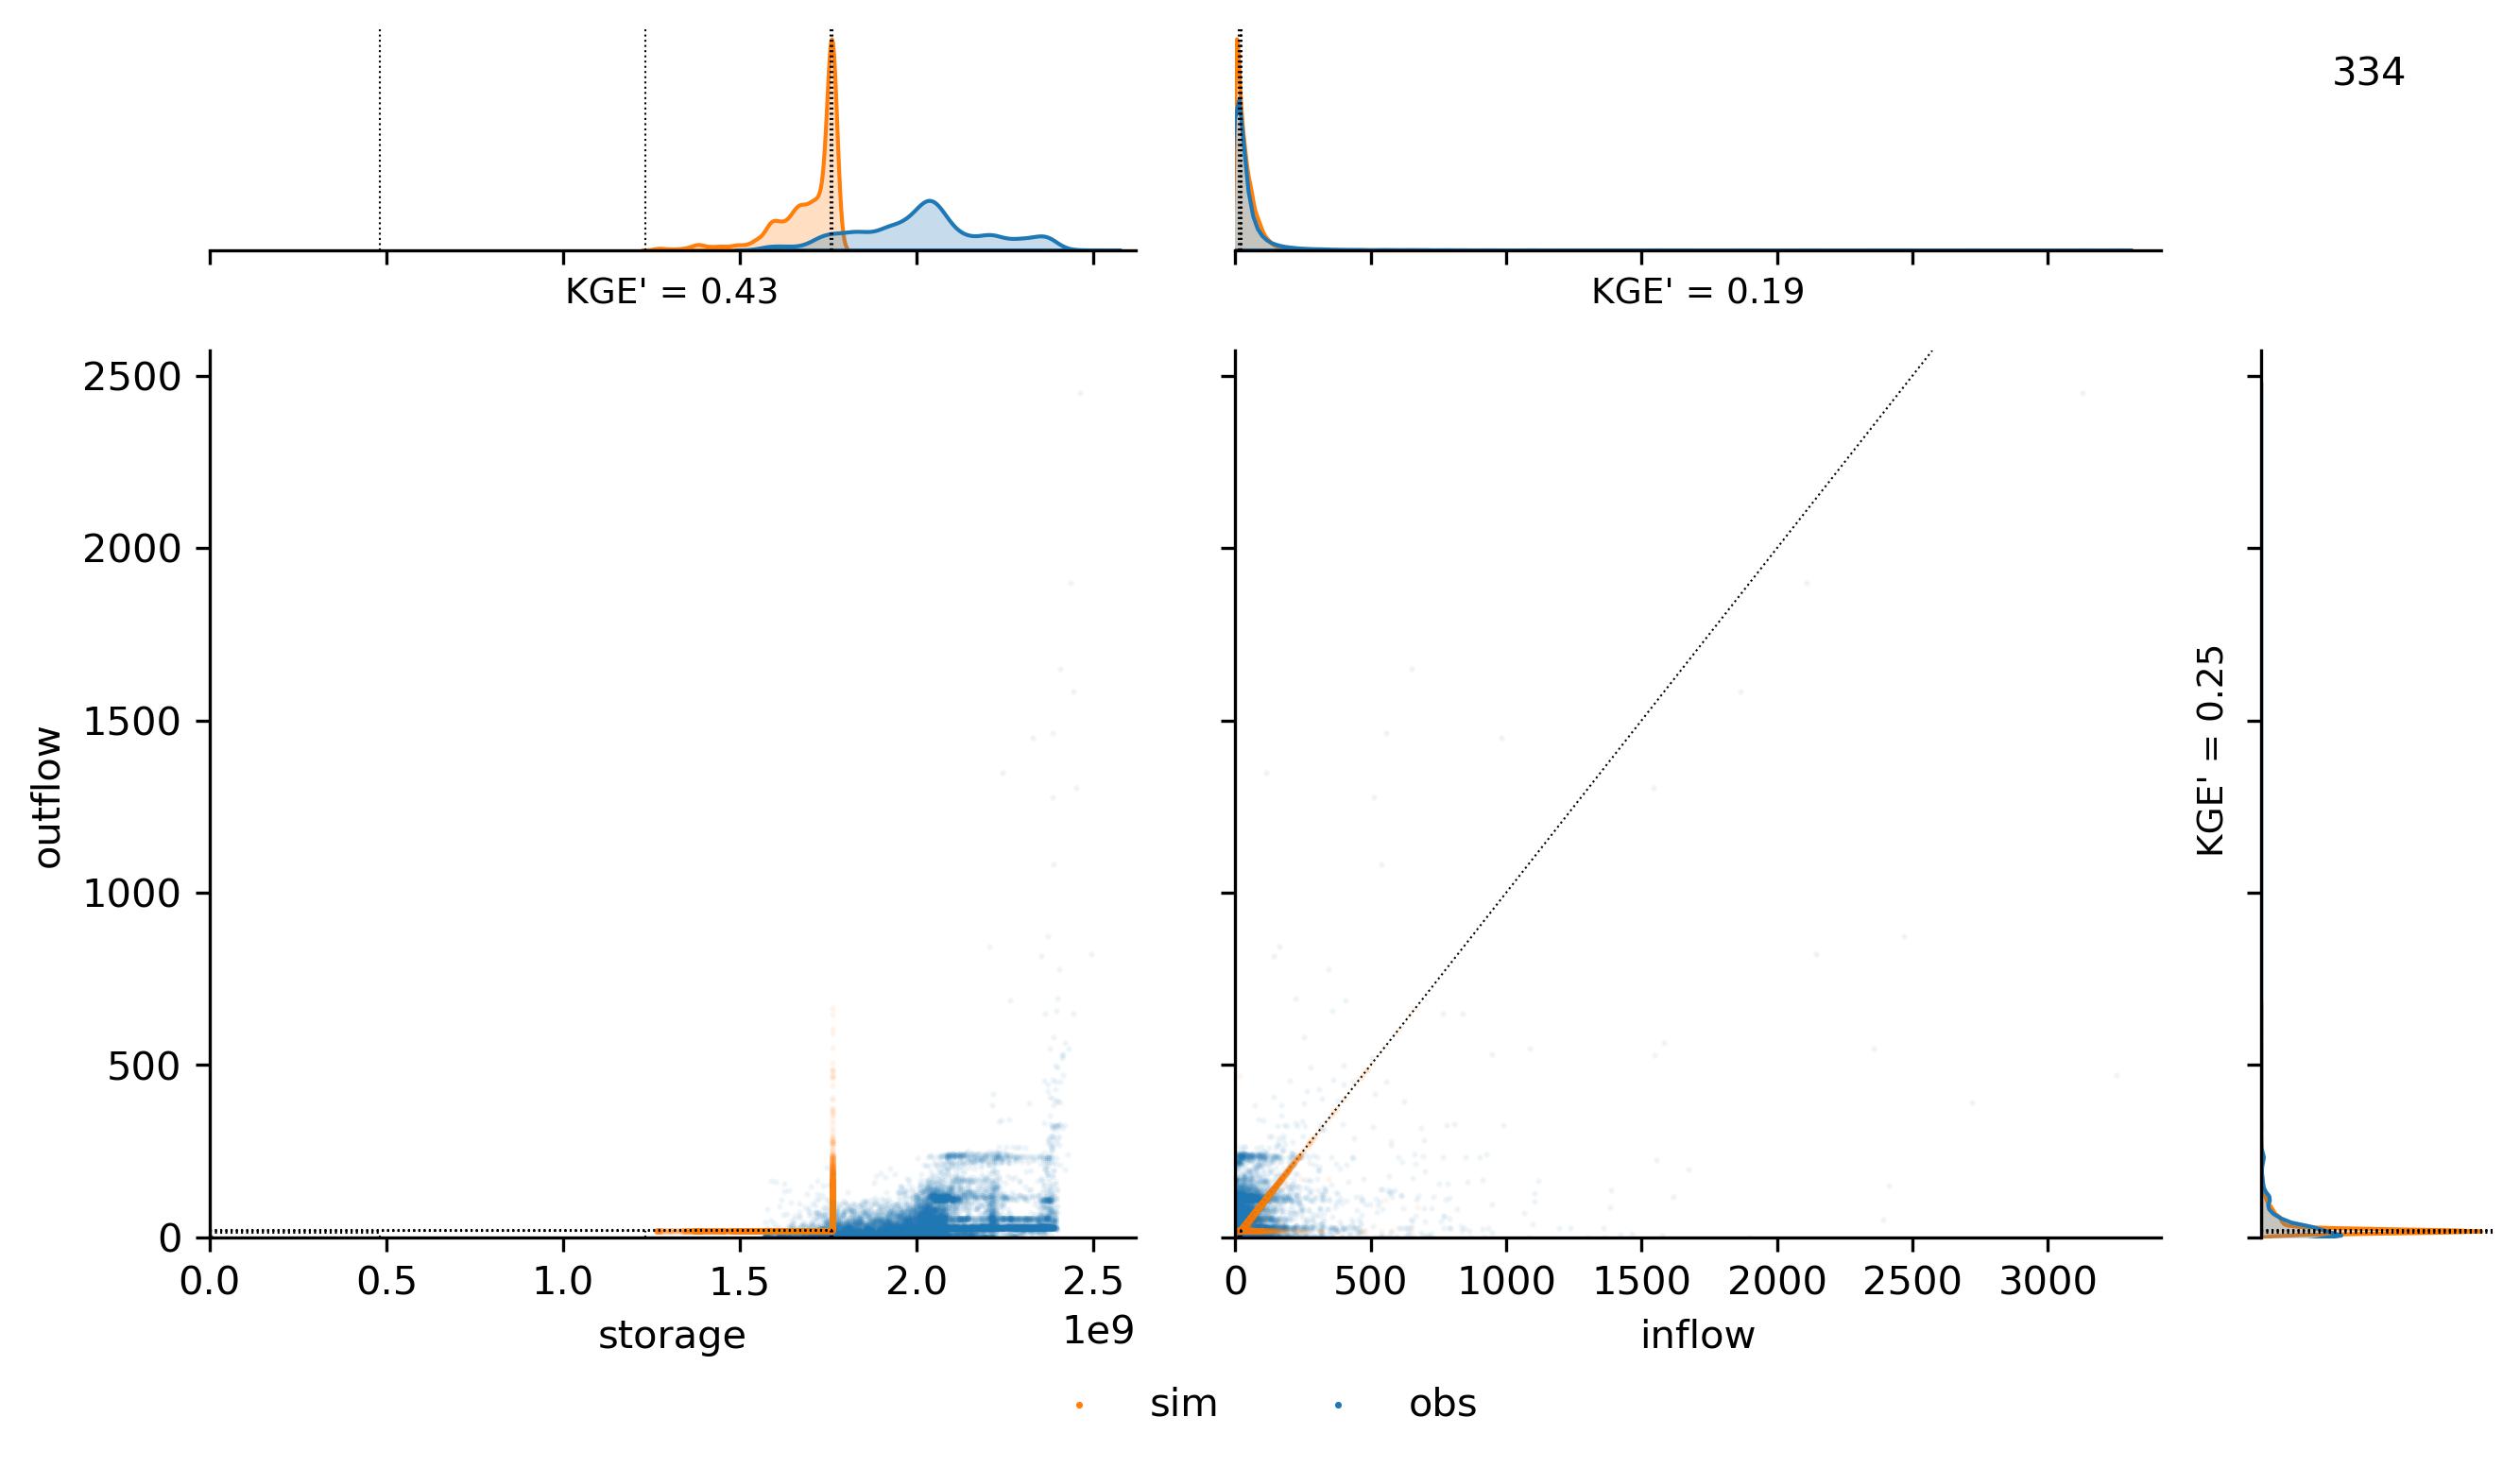 334
KGE' = 0.43
KGE' = 0.19
2500
2000
1500
1000
500
0
outflow
KGE' = 0.25
0.0 0.5 1.0 1.5 2.0 2.5
1e9
storage
0 500 1000 1500 2000 2500 3000
inflow
sim obs